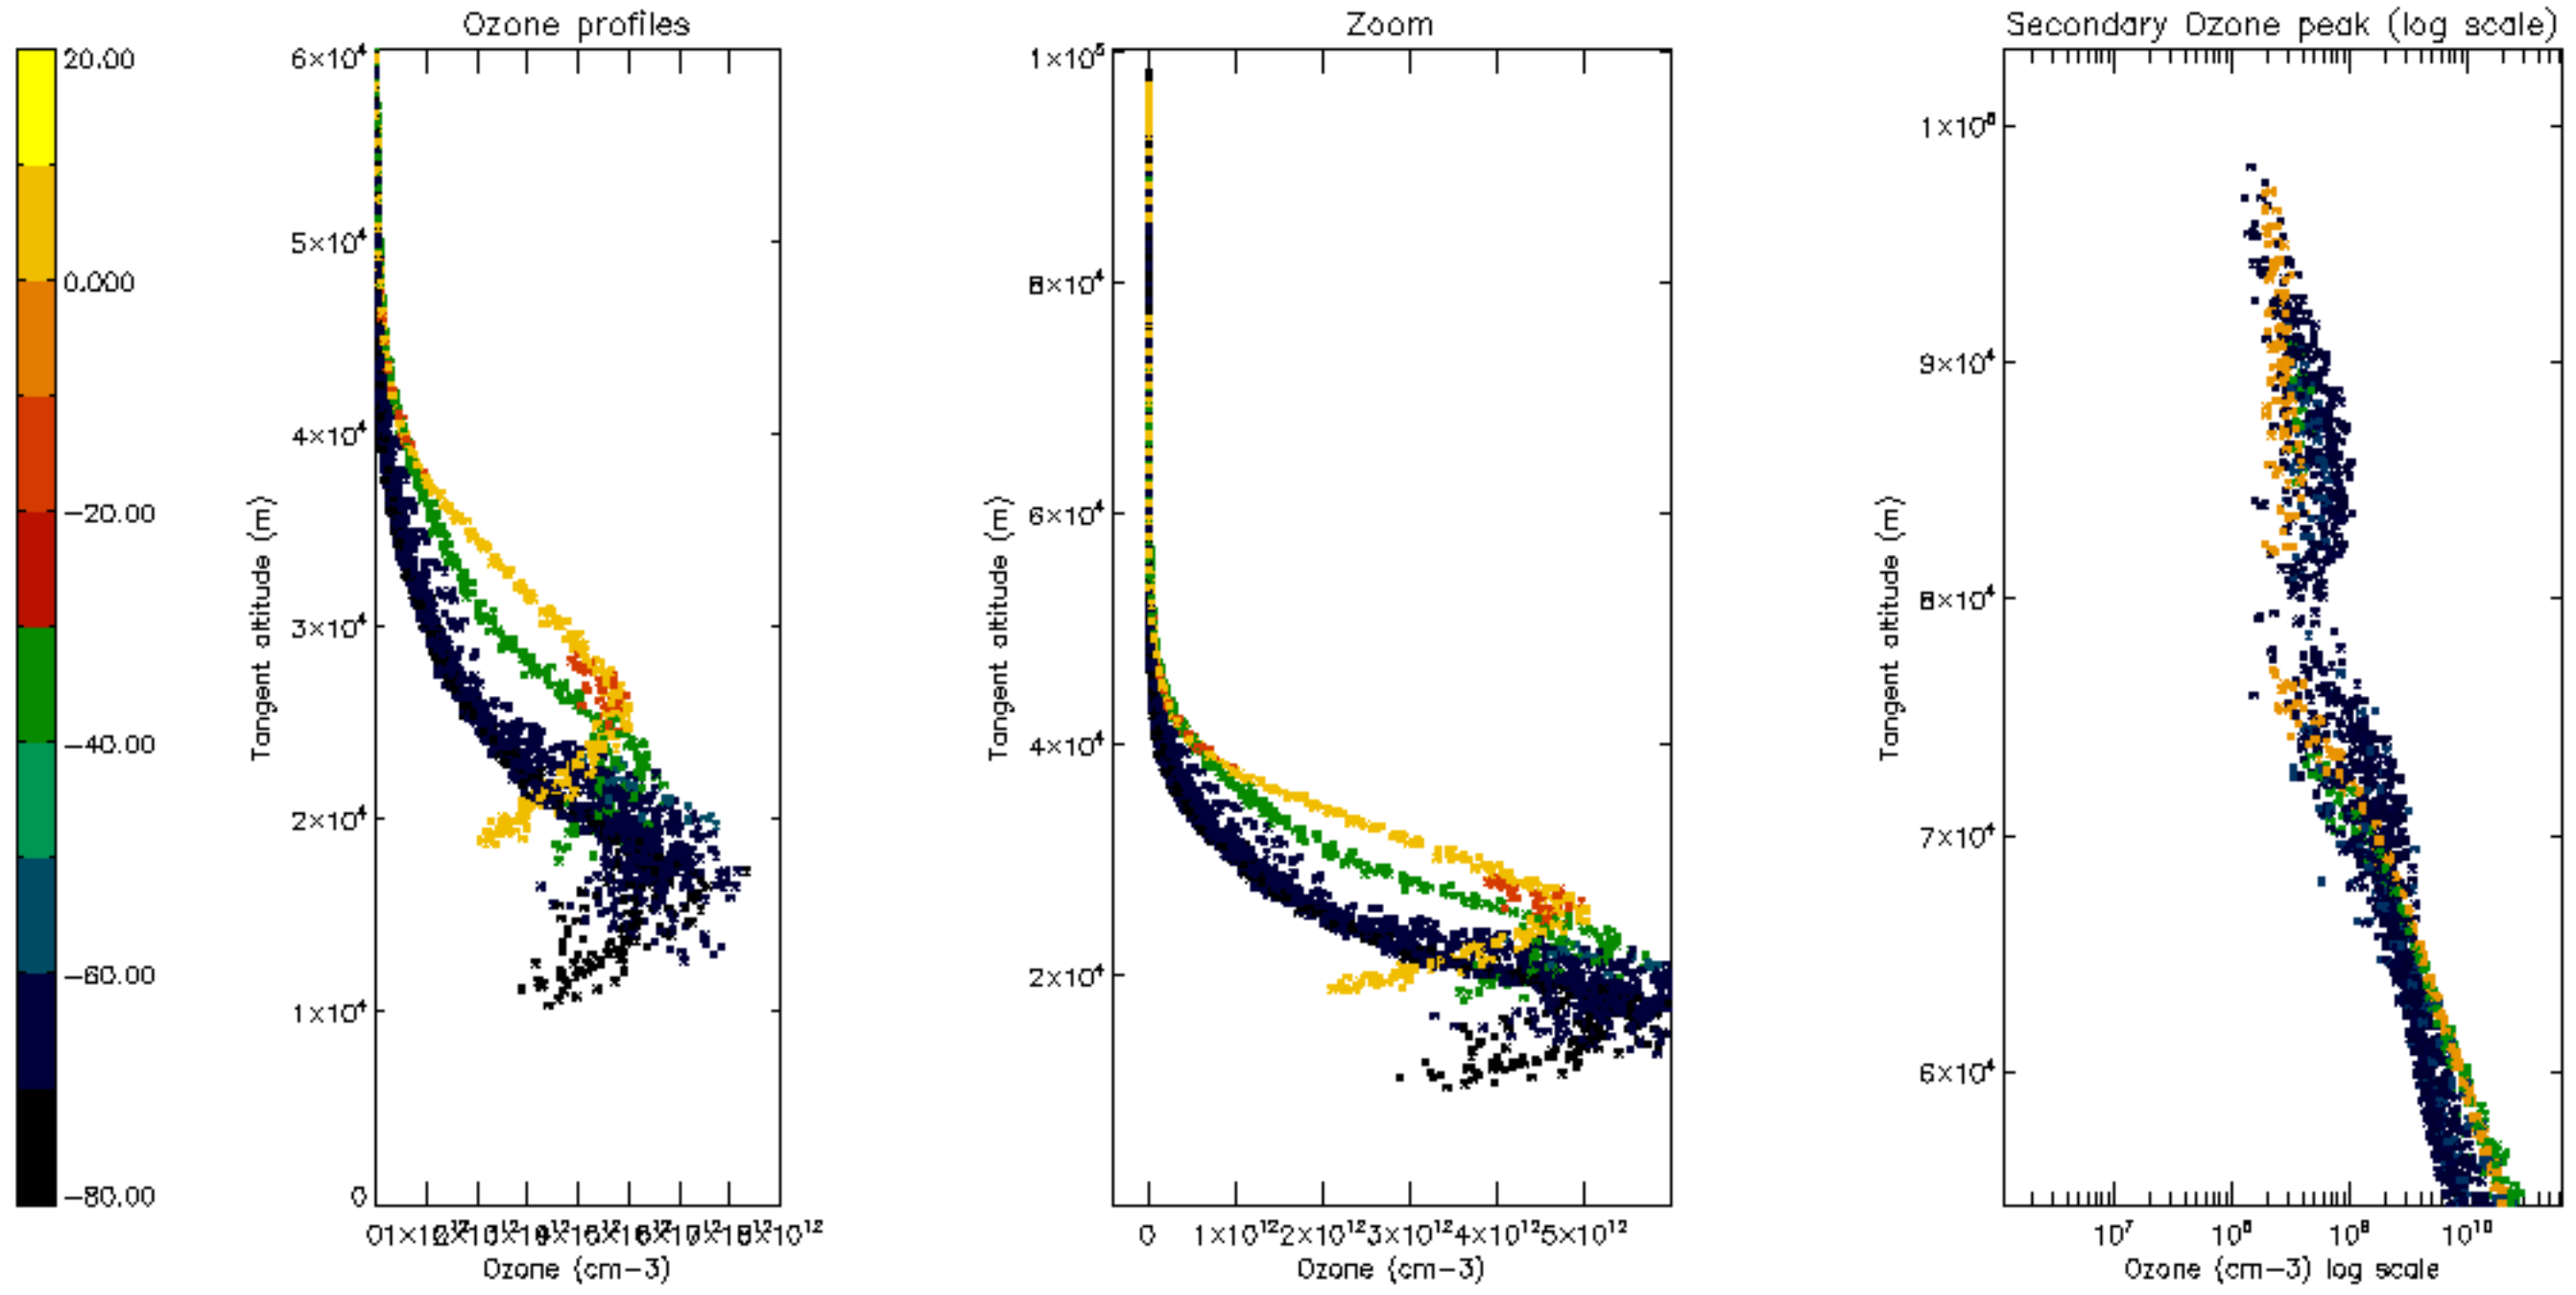 Ozone profiles
Zoom
Secondary Ozone peak (log scale)
20.00
0.000
−20.00
−40.00
−60.00
−80.00
6×10⁴
5×10⁴
4×10⁴
3×10⁴
2×10⁴
1×10⁴
0
Tangent altitude (m)
Ozone (cm−3)
1×10⁵
8×10⁴
6×10⁴
4×10⁴
2×10⁴
Tangent altitude (m)
0 1×10¹² 2×10¹² 3×10¹² 4×10¹² 5×10¹²
Ozone (cm−3)
1×10⁵
9×10⁴
8×10⁴
7×10⁴
6×10⁴
Tangent altitude (m)
10⁷ 10⁸ 10⁹ 10¹⁰
Ozone (cm−3) log scale